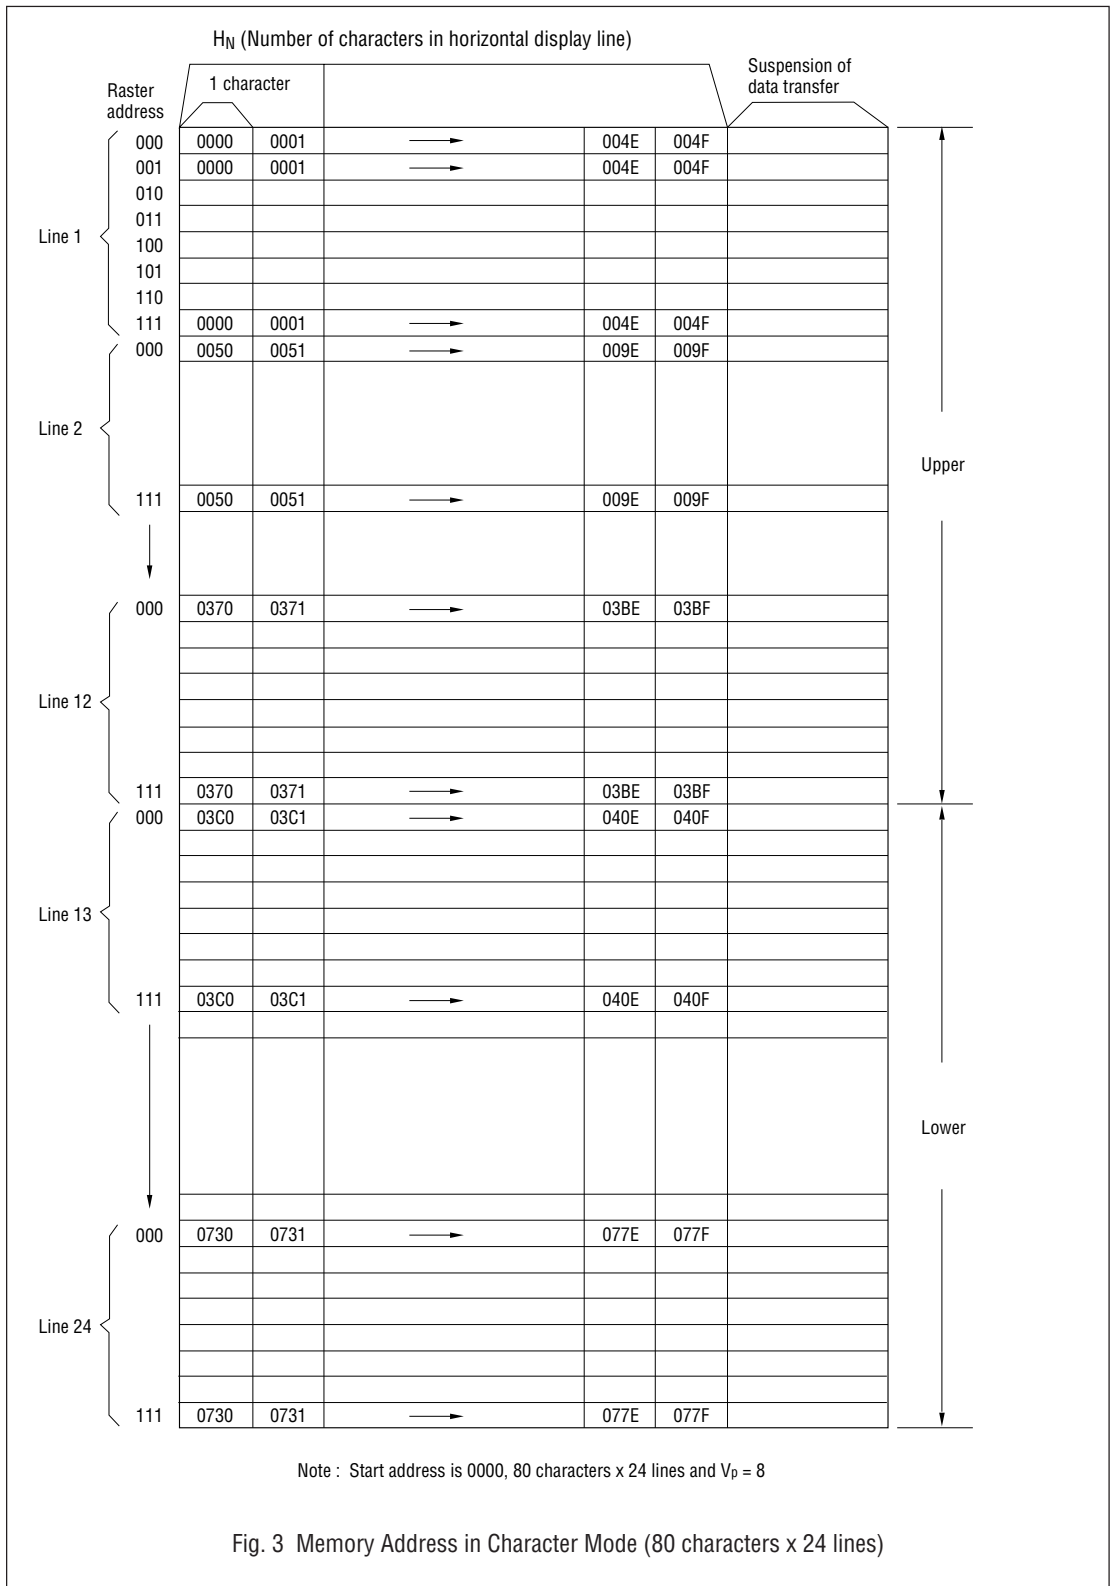 HN (Number of characters in horizontal display line)
Suspension of
data transfer
1 character
Raster
address
000 0000 0001 004E 004F
001 0000 0001 004E 004F
010
011
Line 1
100
101
110
111 0000 0001 004E 004F
000 0050 0051 009E 009F
Line 2
Upper
111 0050 0051 009E 009F
000 0370 0371 03BE 03BF
Line 12
111 0370 0371 03BE 03BF
000 03C0 03C1 040E 040F
Line 13
111 03C0 03C1 040E 040F
Lower
000 0730 0731 077E 077F
Line 24
111 0730 0731 077E 077F
Note : Start address is 0000, 80 characters x 24 lines and Vp = 8
Fig. 3 Memory Address in Character Mode (80 characters x 24 lines)